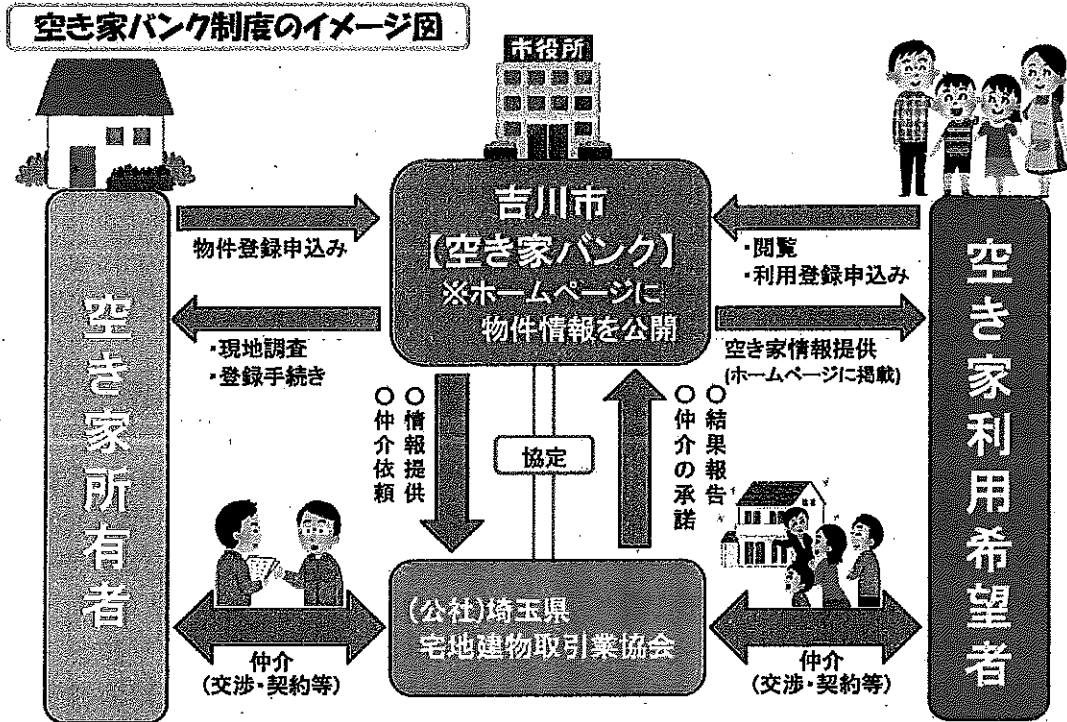 空き家バンク制度のイメージ図
市役所
吉川市
【空き家バンク】
※ホームページに
物件情報を公開
空き家所有者
物件登録申込み
・現地調査
・登録手続き
・閲覧
・利用登録申込み
空き家情報提供
(ホームページに掲載)
空き家利用希望者
○情報提供
○仲介依頼
協定
○結果報告
○仲介の承諾
(公社)埼玉県
宅地建物取引業協会
仲介
(交渉・契約等)
仲介
(交渉・契約等)